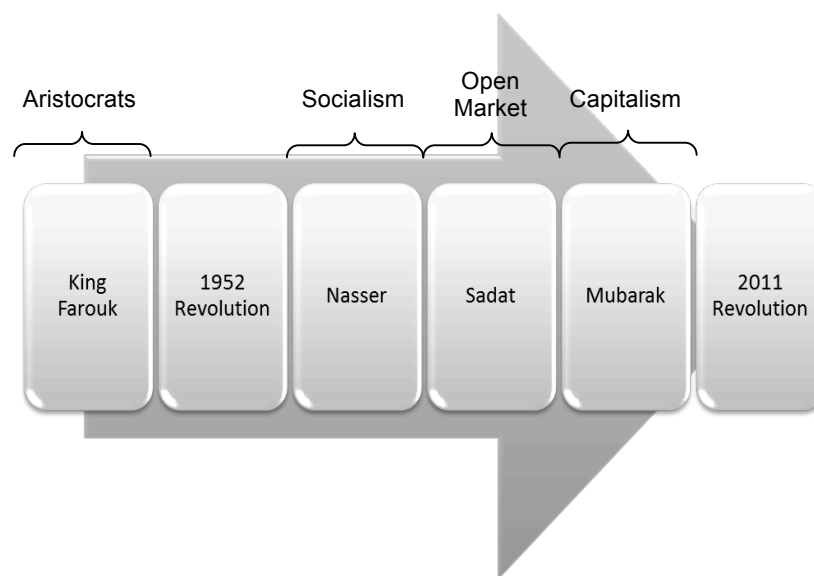 Aristocrats
Socialism
Open
Market
Capitalism
King
Farouk
1952
Revolution
Nasser
Sadat
Mubarak
2011
Revolution